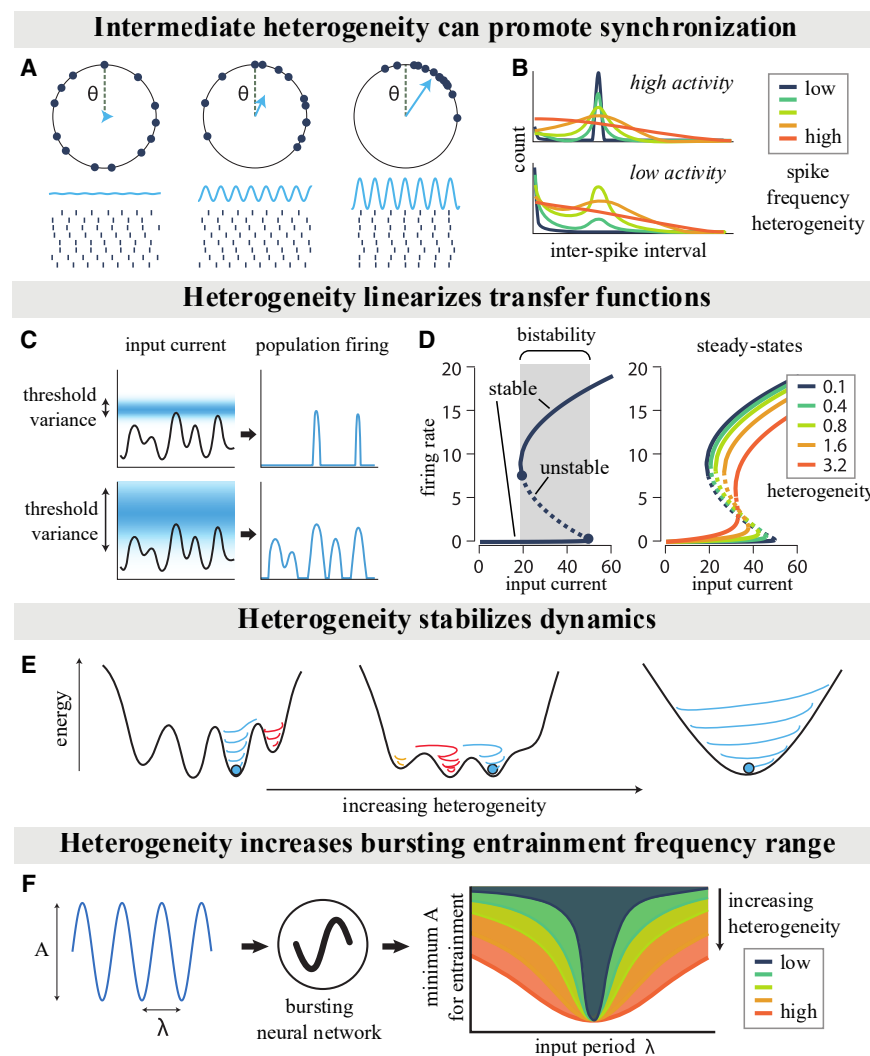 Intermediate heterogeneity can promote synchronization
A
θ
θ
θ
B
high activity
low activity
count
inter-spike interval
low
high
spike
frequency
heterogeneity
Heterogeneity linearizes transfer functions
C
input current
population firing
threshold
variance
threshold
variance
D
bistability
stable
unstable
firing rate
20
15
10
5
0
0
20
40
60
input current
steady-states
20
15
10
5
0
0
20
40
60
input current
0.1
0.4
0.8
1.6
3.2
heterogeneity
Heterogeneity stabilizes dynamics
E
energy
increasing heterogeneity
Heterogeneity increases bursting entrainment frequency range
F
A
λ
bursting
neural network
minimum A
for entrainment
input period λ
increasing
heterogeneity
low
high